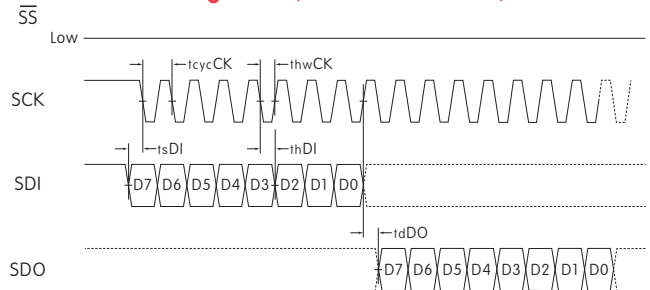 SS
Low
tcycCK thwCK
SCK
tsDI thDI
SDI D7 D6 D5 D4 D3 D2 D1 D0
tdDO
SDO D7 D6 D5 D4 D3 D2 D1 D0